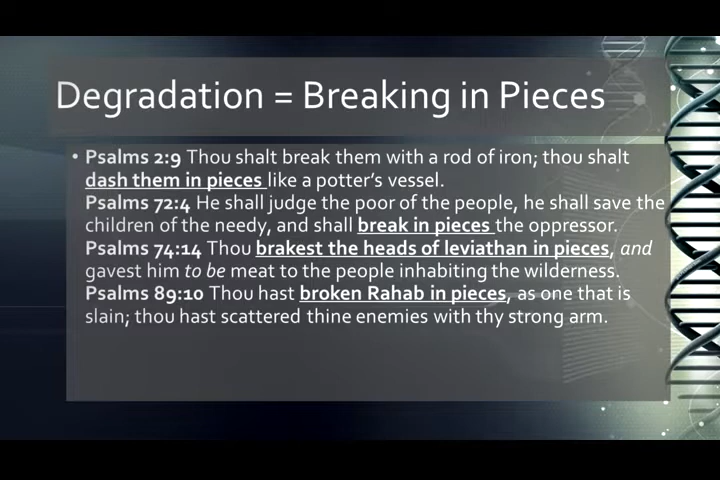 Degradation = Breaking in Pieces
• Psalms 2:9 Thou shalt break them with a rod of iron; thou shalt
dash them in pieces like a potter's vessel.
Psalms 72:4 He shall judge the poor of the people, he shall save the
children of the needy, and shall break in pieces the oppressor.
Psalms 74:14 Thou brakest the heads of leviathan in pieces, and
gavest him to be meat to the people inhabiting the wilderness.
Psalms 89:10 Thou hast broken Rahab in pieces, as one that is
slain; thou hast scattered thine enemies with thy strong arm.